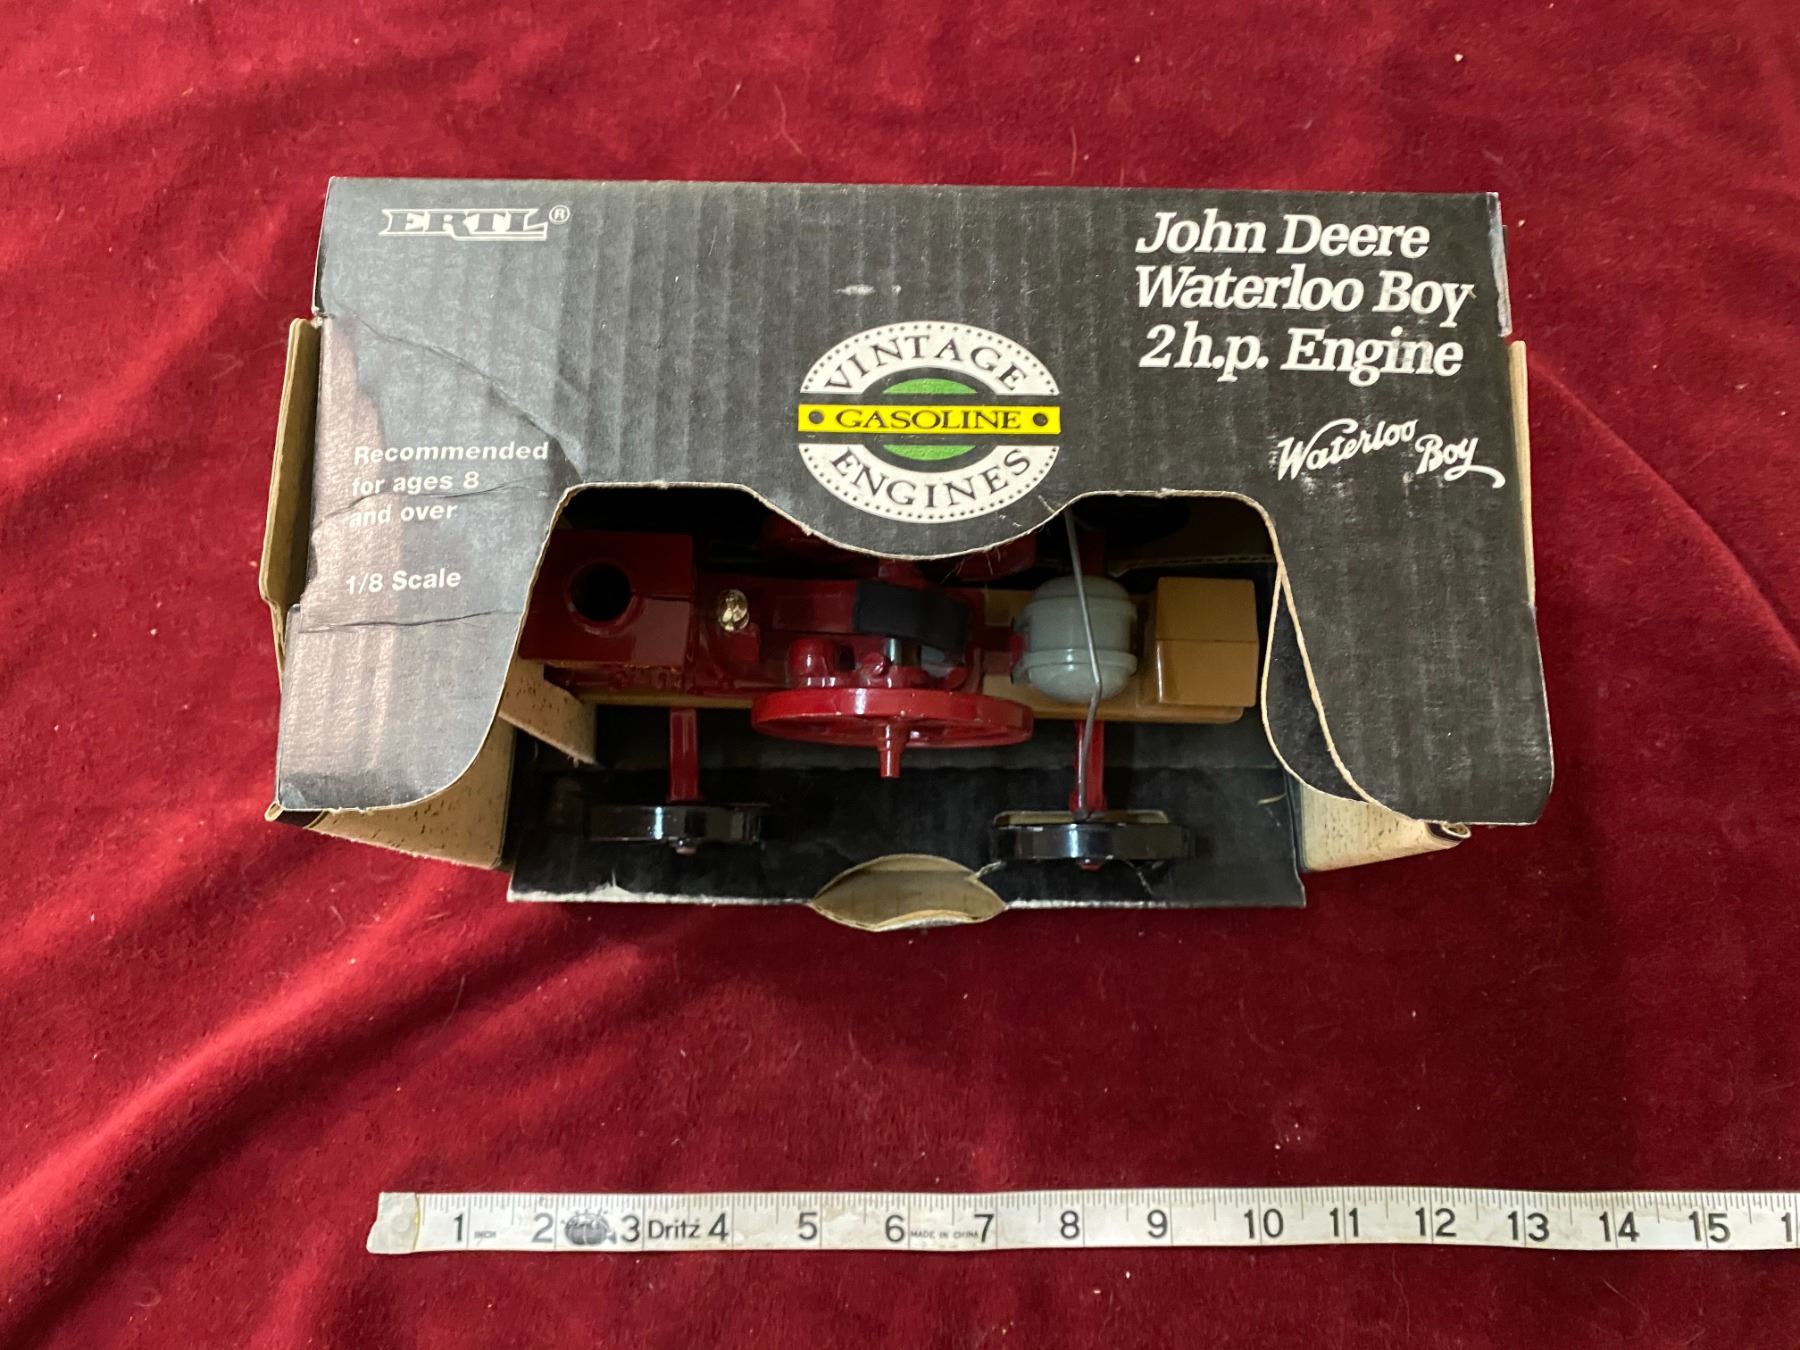 ERTL®
John Deere
Waterloo Boy
2h.p. Engine
VINTAGE
GASOLINE
ENGINES
Waterloo Boy
Recommended
for ages 8
and over
1/8 Scale
1 INCH 2 3 Dritz 4 5 6 MADE IN CHINA 7 8 9 10 11 12 13 14 15 1